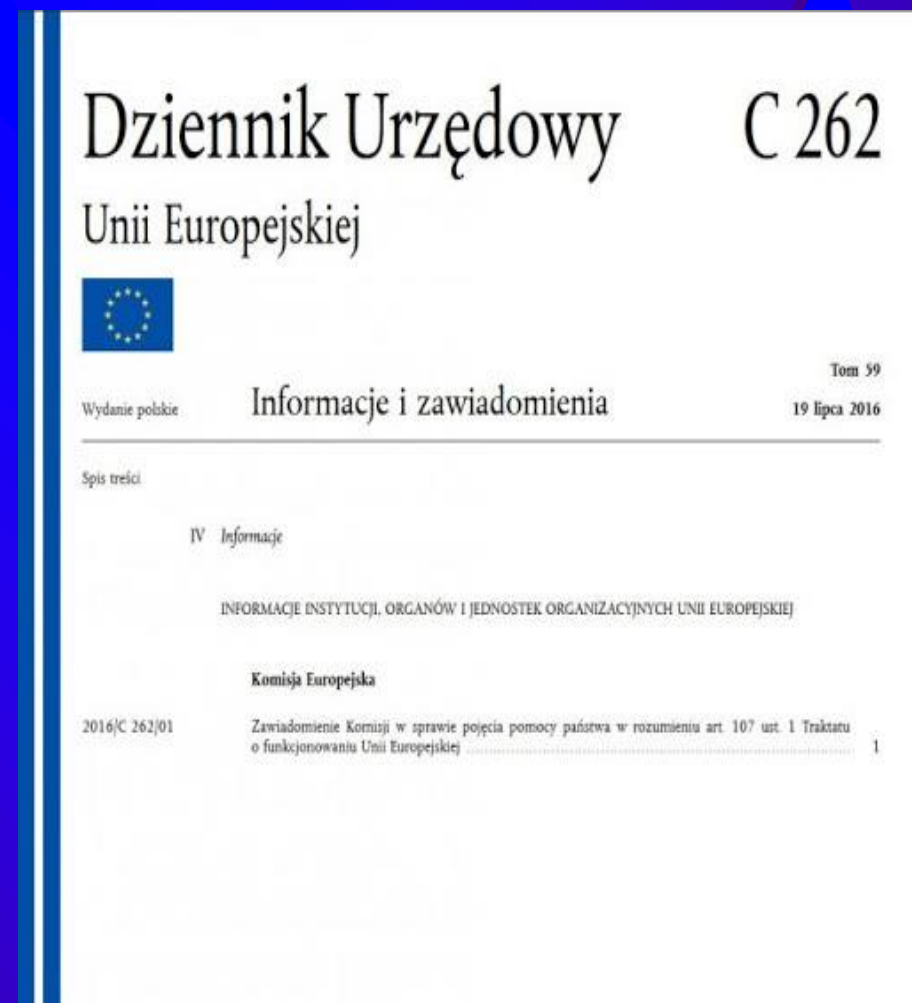 Dziennik Urzędowy C 262
Unii Europejskiej
Tom 59
Wydanie polskie Informacje i zawiadomienia 19 lipca 2016
Spis treści
IV Informacje
INFORMACJE INSTYTUCJI, ORGANÓW I JEDNOSTEK ORGANIZACYJNYCH UNII EUROPEJSKIEJ
Komisja Europejska
2016/C 262/01 Zawiadomienie Komisji w sprawie pojęcia pomocy państwa w rozumieniu art. 107 ust. 1 Traktatu
o funkcjonowaniu Unii Europejskiej 1